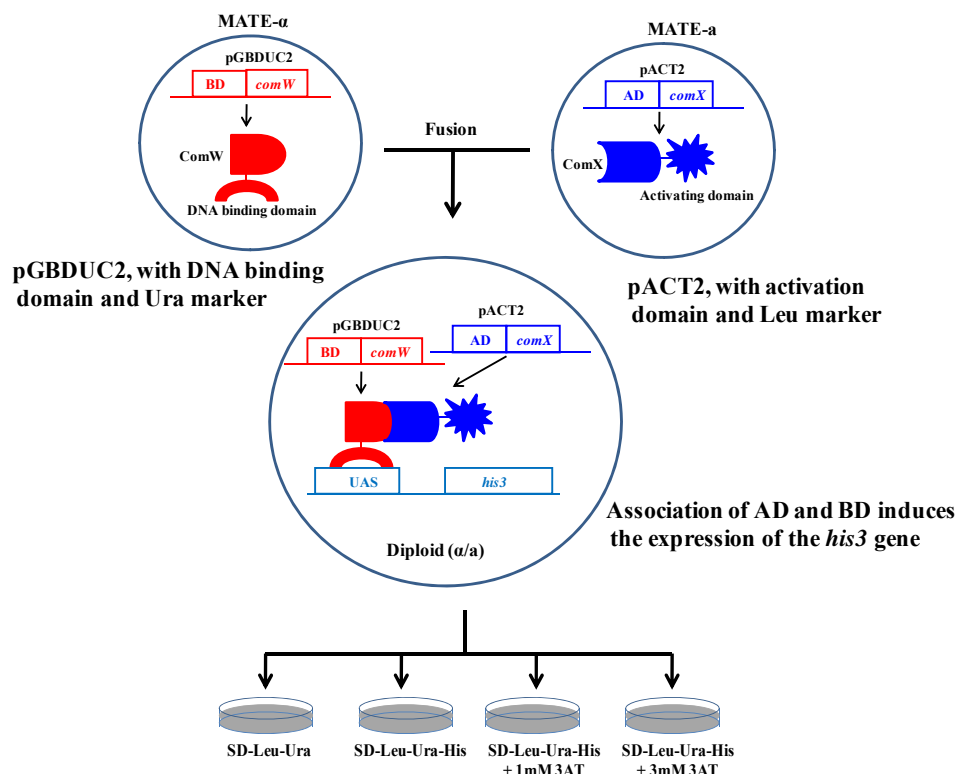 MATE-α
pGBDUC2
BD
comW
ComW
DNA binding domain
pGBDUC2, with DNA binding
domain and Ura marker
Fusion
MATE-a
pACT2
AD
comX
ComX
Activating domain
pACT2, with activation
domain and Leu marker
pGBDUC2
BD
comW
pACT2
AD
comX
UAS
his3
Diploid (α/a)
Association of AD and BD induces
the expression of the his3 gene
SD-Leu-Ura
SD-Leu-Ura-His
SD-Leu-Ura-His
+ 1mM 3AT
SD-Leu-Ura-His
+ 3mM 3AT